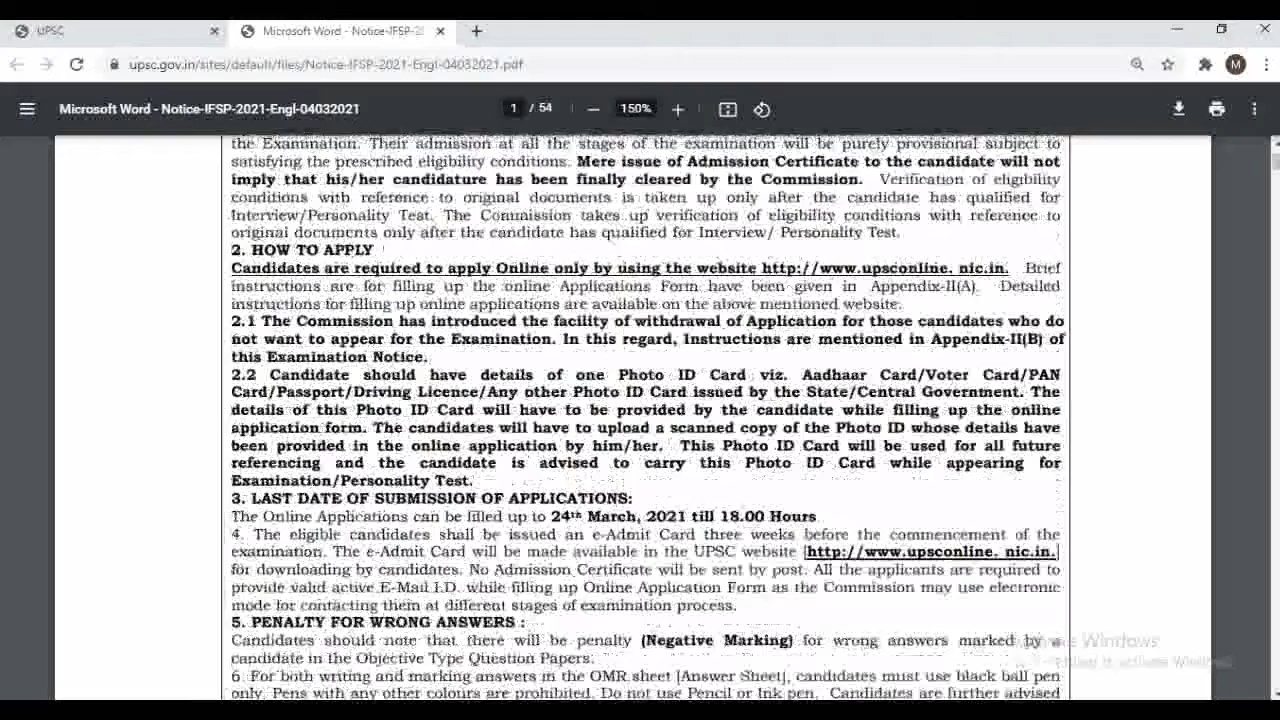 UPSC
Microsoft Word - Notice-IFSP-2
upsc.gov.in/sites/default/files/Notice-IFSP-2021-Engl-04032021.pdf
M
Microsoft Word - Notice-IFSP-2021-Engl-04032021
1 / 54
150%
the Examination. Their admission at all the stages of the examination will be purely provisional subject to
satisfying the prescribed eligibility conditions. Mere issue of Admission Certificate to the candidate will not
imply that his/her candidature has been finally cleared by the Commission. Verification of eligibility
conditions with reference to original documents is taken up only after the candidate has qualified for
Interview/Personality Test. The Commission takes up verification of eligibility conditions with reference to
original documents only after the candidate has qualified for Interview/ Personality Test.
2. HOW TO APPLY
Candidates are required to apply Online only by using the website http://www.upsconline. nic.in. Brief
instructions are for filling up the online Applications Form have been given in Appendix-II(A). Detailed
instructions for filling up online applications are available on the above mentioned website.
2.1 The Commission has introduced the facility of withdrawal of Application for those candidates who do
not want to appear for the Examination. In this regard, Instructions are mentioned in Appendix-II(B) of
this Examination Notice.
2.2 Candidate should have details of one Photo ID Card viz. Aadhaar Card/Voter Card/PAN
Card/Passport/Driving Licence/Any other Photo ID Card issued by the State/Central Government. The
details of this Photo ID Card will have to be provided by the candidate while filling up the online
application form. The candidates will have to upload a scanned copy of the Photo ID whose details have
been provided in the online application by him/her. This Photo ID Card will be used for all future
referencing and the candidate is advised to carry this Photo ID Card while appearing for
Examination/Personality Test.
3. LAST DATE OF SUBMISSION OF APPLICATIONS:
The Online Applications can be filled up to 24th March, 2021 till 18.00 Hours
4. The eligible candidates shall be issued an e-Admit Card three weeks before the commencement of the
examination. The e-Admit Card will be made available in the UPSC website [http://www.upsconline. nic.in.]
for downloading by candidates. No Admission Certificate will be sent by post. All the applicants are required to
provide valid active E-Mail I.D. while filling up Online Application Form as the Commission may use electronic
mode for contacting them at different stages of examination process.
5. PENALTY FOR WRONG ANSWERS :
Candidates should note that there will be penalty (Negative Marking) for wrong answers marked by a
candidate in the Objective Type Question Papers.
6. For both writing and marking answers in the OMR sheet [Answer Sheet], candidates must use black ball pen
only. Pens with any other colours are prohibited. Do not use Pencil or Ink pen. Candidates are further advised
Windows